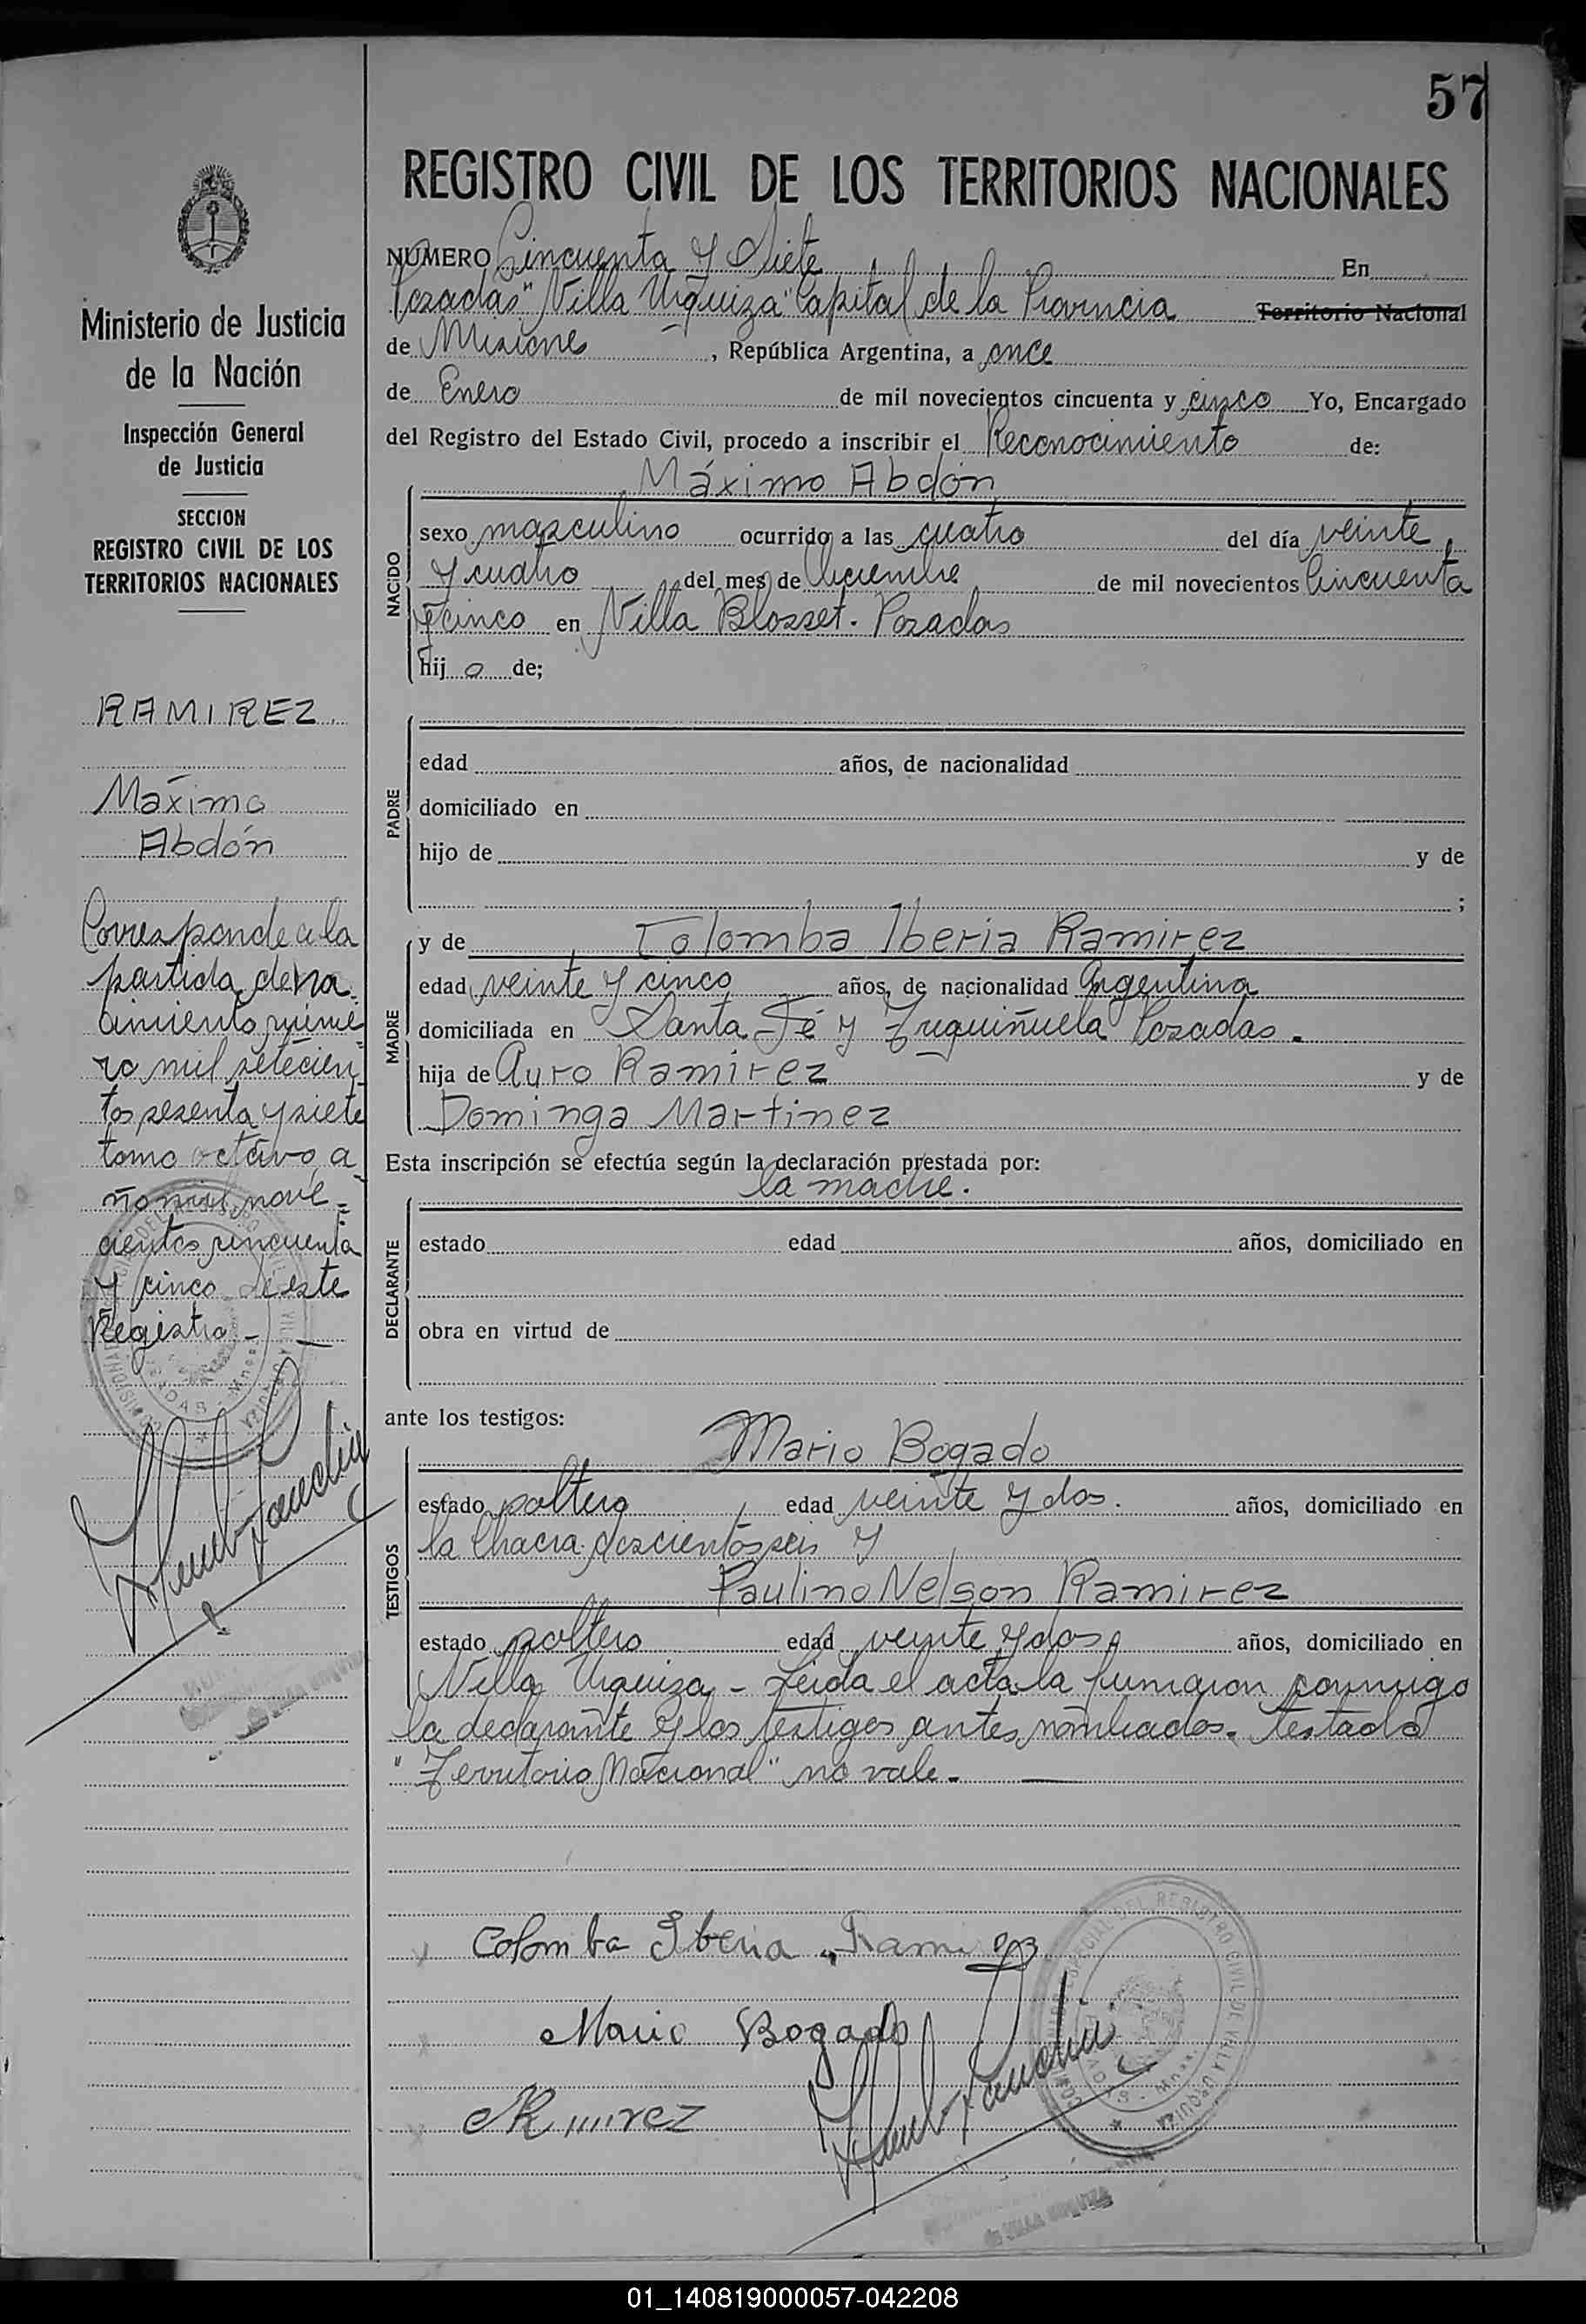 57
REGISTRO CIVIL DE LOS TERRITORIOS NACIONALES
NUMERO Cincuenta y Siete En
Posadas "Villa Urquiza" Capital de la Provincia Territorio Nacional
de Misiones, República Argentina, a once
de Enero de mil novecientos cincuenta y cinco Yo, Encargado
del Registro del Estado Civil, procedo a inscribir el Reconocimiento de:
Máximo Abdón
NACIDO
sexo masculino ocurrido a las cuatro del día veinte
y cuatro del mes de Diciembre de mil novecientos Cincuenta
y cinco en Villa Blosset. Posadas
hij o de;
PADRE
edad años, de nacionalidad
domiciliado en
hijo de y de
;
MADRE
y de Colomba Iberia Ramirez
edad veinte y cinco años, de nacionalidad Argentina
domiciliada en Santa Fé y Zuquiñuela Posadas.
hija de Auro Ramirez y de
Dominga Martinez
Esta inscripción se efectúa según la declaración prestada por:
la madre.
DECLARANTE
estado edad años, domiciliado en
obra en virtud de
ante los testigos:
TESTIGOS
Mario Bogado
estado soltero edad veinte y dos. años, domiciliado en
la Chacra doscientos seis y
Paulino Nelson Ramirez
estado soltero edad veinte y dos años, domiciliado en
Villa Urquiza - Leida el acta la firmaron conmigo
la declarante y los testigos antes nombrados. testado
"Territorio Nacional" no vale.
Colomba Iberia Ramirez
Mario Bogado
Ramirez
Ministerio de Justicia
de la Nación
Inspección General
de Justicia
SECCION
REGISTRO CIVIL DE LOS
TERRITORIOS NACIONALES
RAMIREZ
Máximo
Abdón
Corresponde a la
partida de na-
cimiento núme-
ro mil setecien-
tos sesenta y siete
tomo octavo a-
ño mil nove-
cientos cincuenta
y cinco de este
Registro.-
01_140819000057-042208